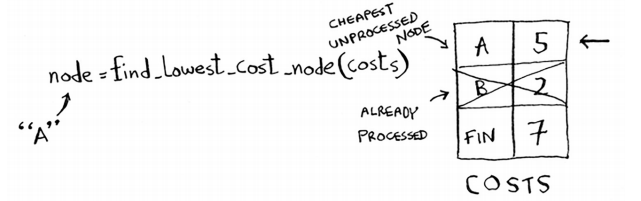 CHEAPEST
UNPROCESSED
NODE
node = find_lowest_cost_node(costs)
"A"
ALREADY
PROCESSED
A 5
B 2
FIN 7
COSTS